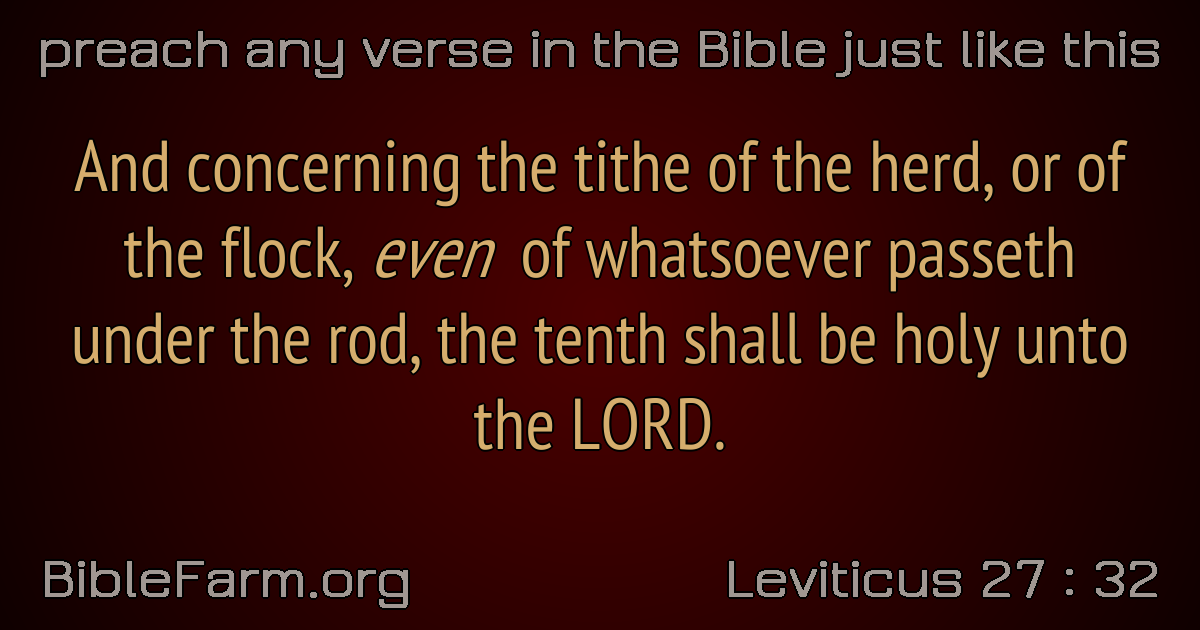 preach any verse in the Bible just like this
And concerning the tithe of the herd, or of
the flock, even of whatsoever passeth
under the rod, the tenth shall be holy unto
the LORD.
BibleFarm.org
Leviticus 27 : 32